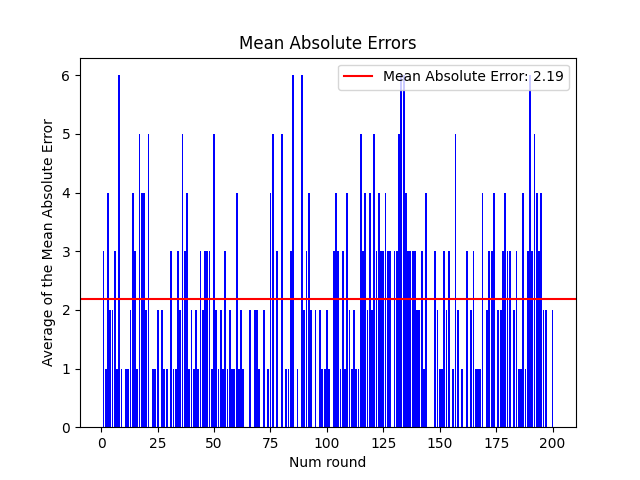 Mean Absolute Errors
Mean Absolute Error: 2.19
6
5
4
3
2
1
0
Average of the Mean Absolute Error
0 25 50 75 100 125 150 175 200
Num round